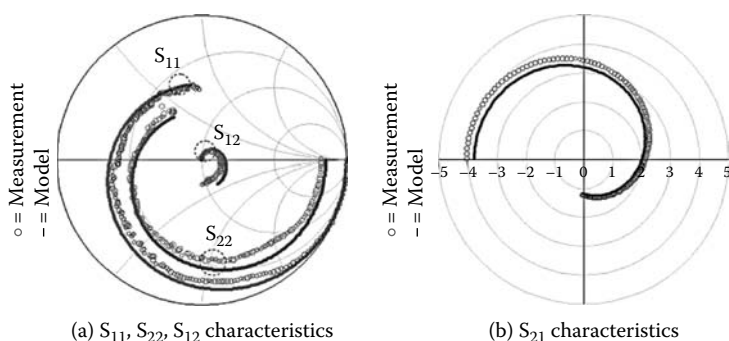 ○ = Measurement
– = Model
S₁₁
S₁₂
S₂₂
(a) S₁₁, S₂₂, S₁₂ characteristics
○ = Measurement
– = Model
–5 –4 –3 –2 –1 0 1 2 3 4 5
(b) S₂₁ characteristics